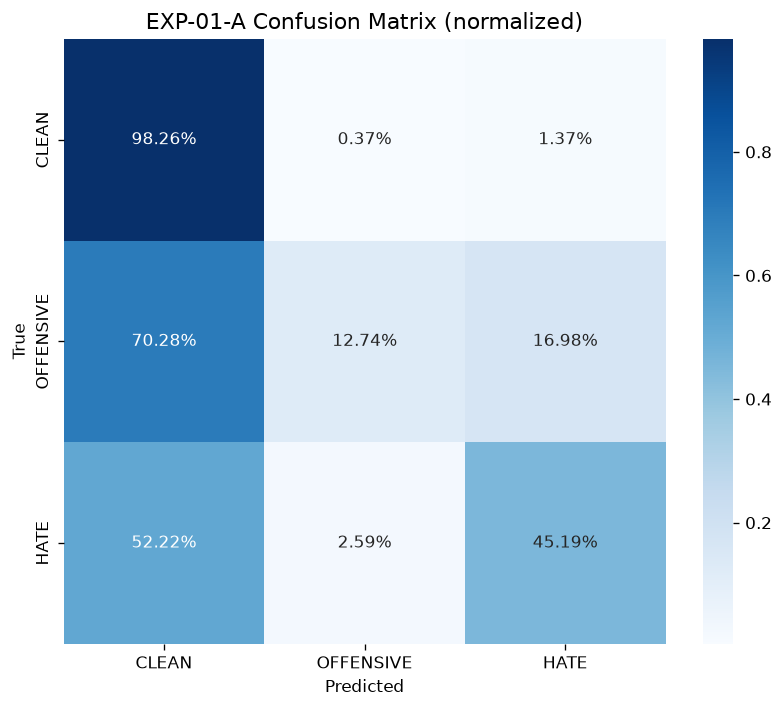 EXP-01-A Confusion Matrix (normalized)
CLEAN 98.26% 0.37% 1.37%
OFFENSIVE 70.28% 12.74% 16.98%
HATE 52.22% 2.59% 45.19%
True
CLEAN OFFENSIVE HATE
Predicted
0.8
0.6
0.4
0.2